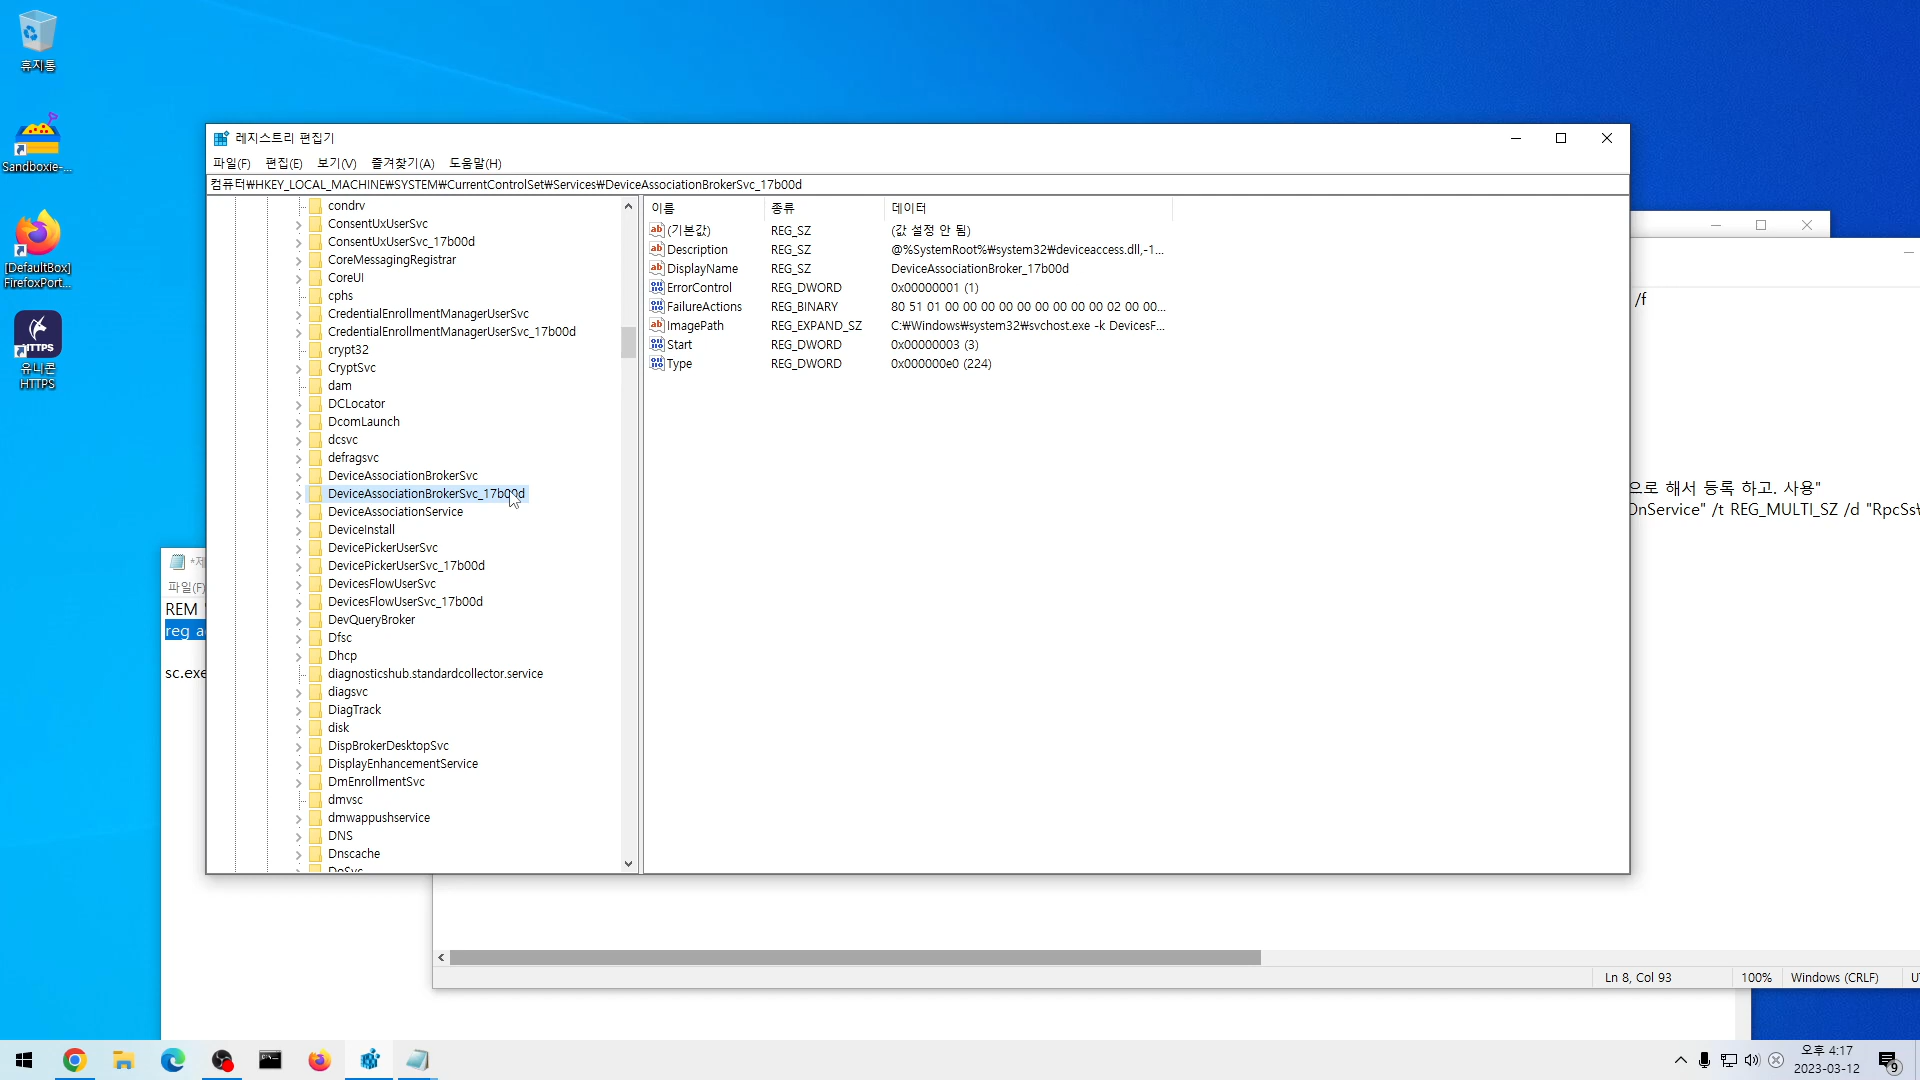 휴지통
Sandboxie-...
[DefaultBox]
FirefoxPort...
HTTPS
유니콘
HTTPS
레지스트리 편집기
파일(F) 편집(E) 보기(V) 즐겨찾기(A) 도움말(H)
컴퓨터₩HKEY_LOCAL_MACHINE₩SYSTEM₩CurrentControlSet₩Services₩DeviceAssociationBrokerSvc_17b00d
condrv
ConsentUxUserSvc
ConsentUxUserSvc_17b00d
CoreMessagingRegistrar
CoreUI
cphs
CredentialEnrollmentManagerUserSvc
CredentialEnrollmentManagerUserSvc_17b00d
crypt32
CryptSvc
dam
DCLocator
DcomLaunch
dcsvc
defragsvc
DeviceAssociationBrokerSvc
DeviceAssociationBrokerSvc_17b00d
DeviceAssociationService
DeviceInstall
DevicePickerUserSvc
DevicePickerUserSvc_17b00d
DevicesFlowUserSvc
DevicesFlowUserSvc_17b00d
DevQueryBroker
Dfsc
Dhcp
diagnosticshub.standardcollector.service
diagsvc
DiagTrack
disk
DispBrokerDesktopSvc
DisplayEnhancementService
DmEnrollmentSvc
dmvsc
dmwappushservice
DNS
Dnscache
DoSvc
이름 종류 데이터
(기본값) REG_SZ (값 설정 안 됨)
Description REG_SZ @%SystemRoot%₩system32₩deviceaccess.dll,-1...
DisplayName REG_SZ DeviceAssociationBroker_17b00d
ErrorControl REG_DWORD 0x00000001 (1)
FailureActions REG_BINARY 80 51 01 00 00 00 00 00 00 00 00 00 02 00 00...
ImagePath REG_EXPAND_SZ C:₩Windows₩system32₩svchost.exe -k DevicesF...
Start REG_DWORD 0x00000003 (3)
Type REG_DWORD 0x000000e0 (224)
/f
으로 해서 등록 하고. 사용"
OnService" /t REG_MULTI_SZ /d "RpcSs₩
*제
파일(F)
REM
reg a
sc.exe
Ln 8, Col 93 100% Windows (CRLF)
오후 4:17
2023-03-12
9